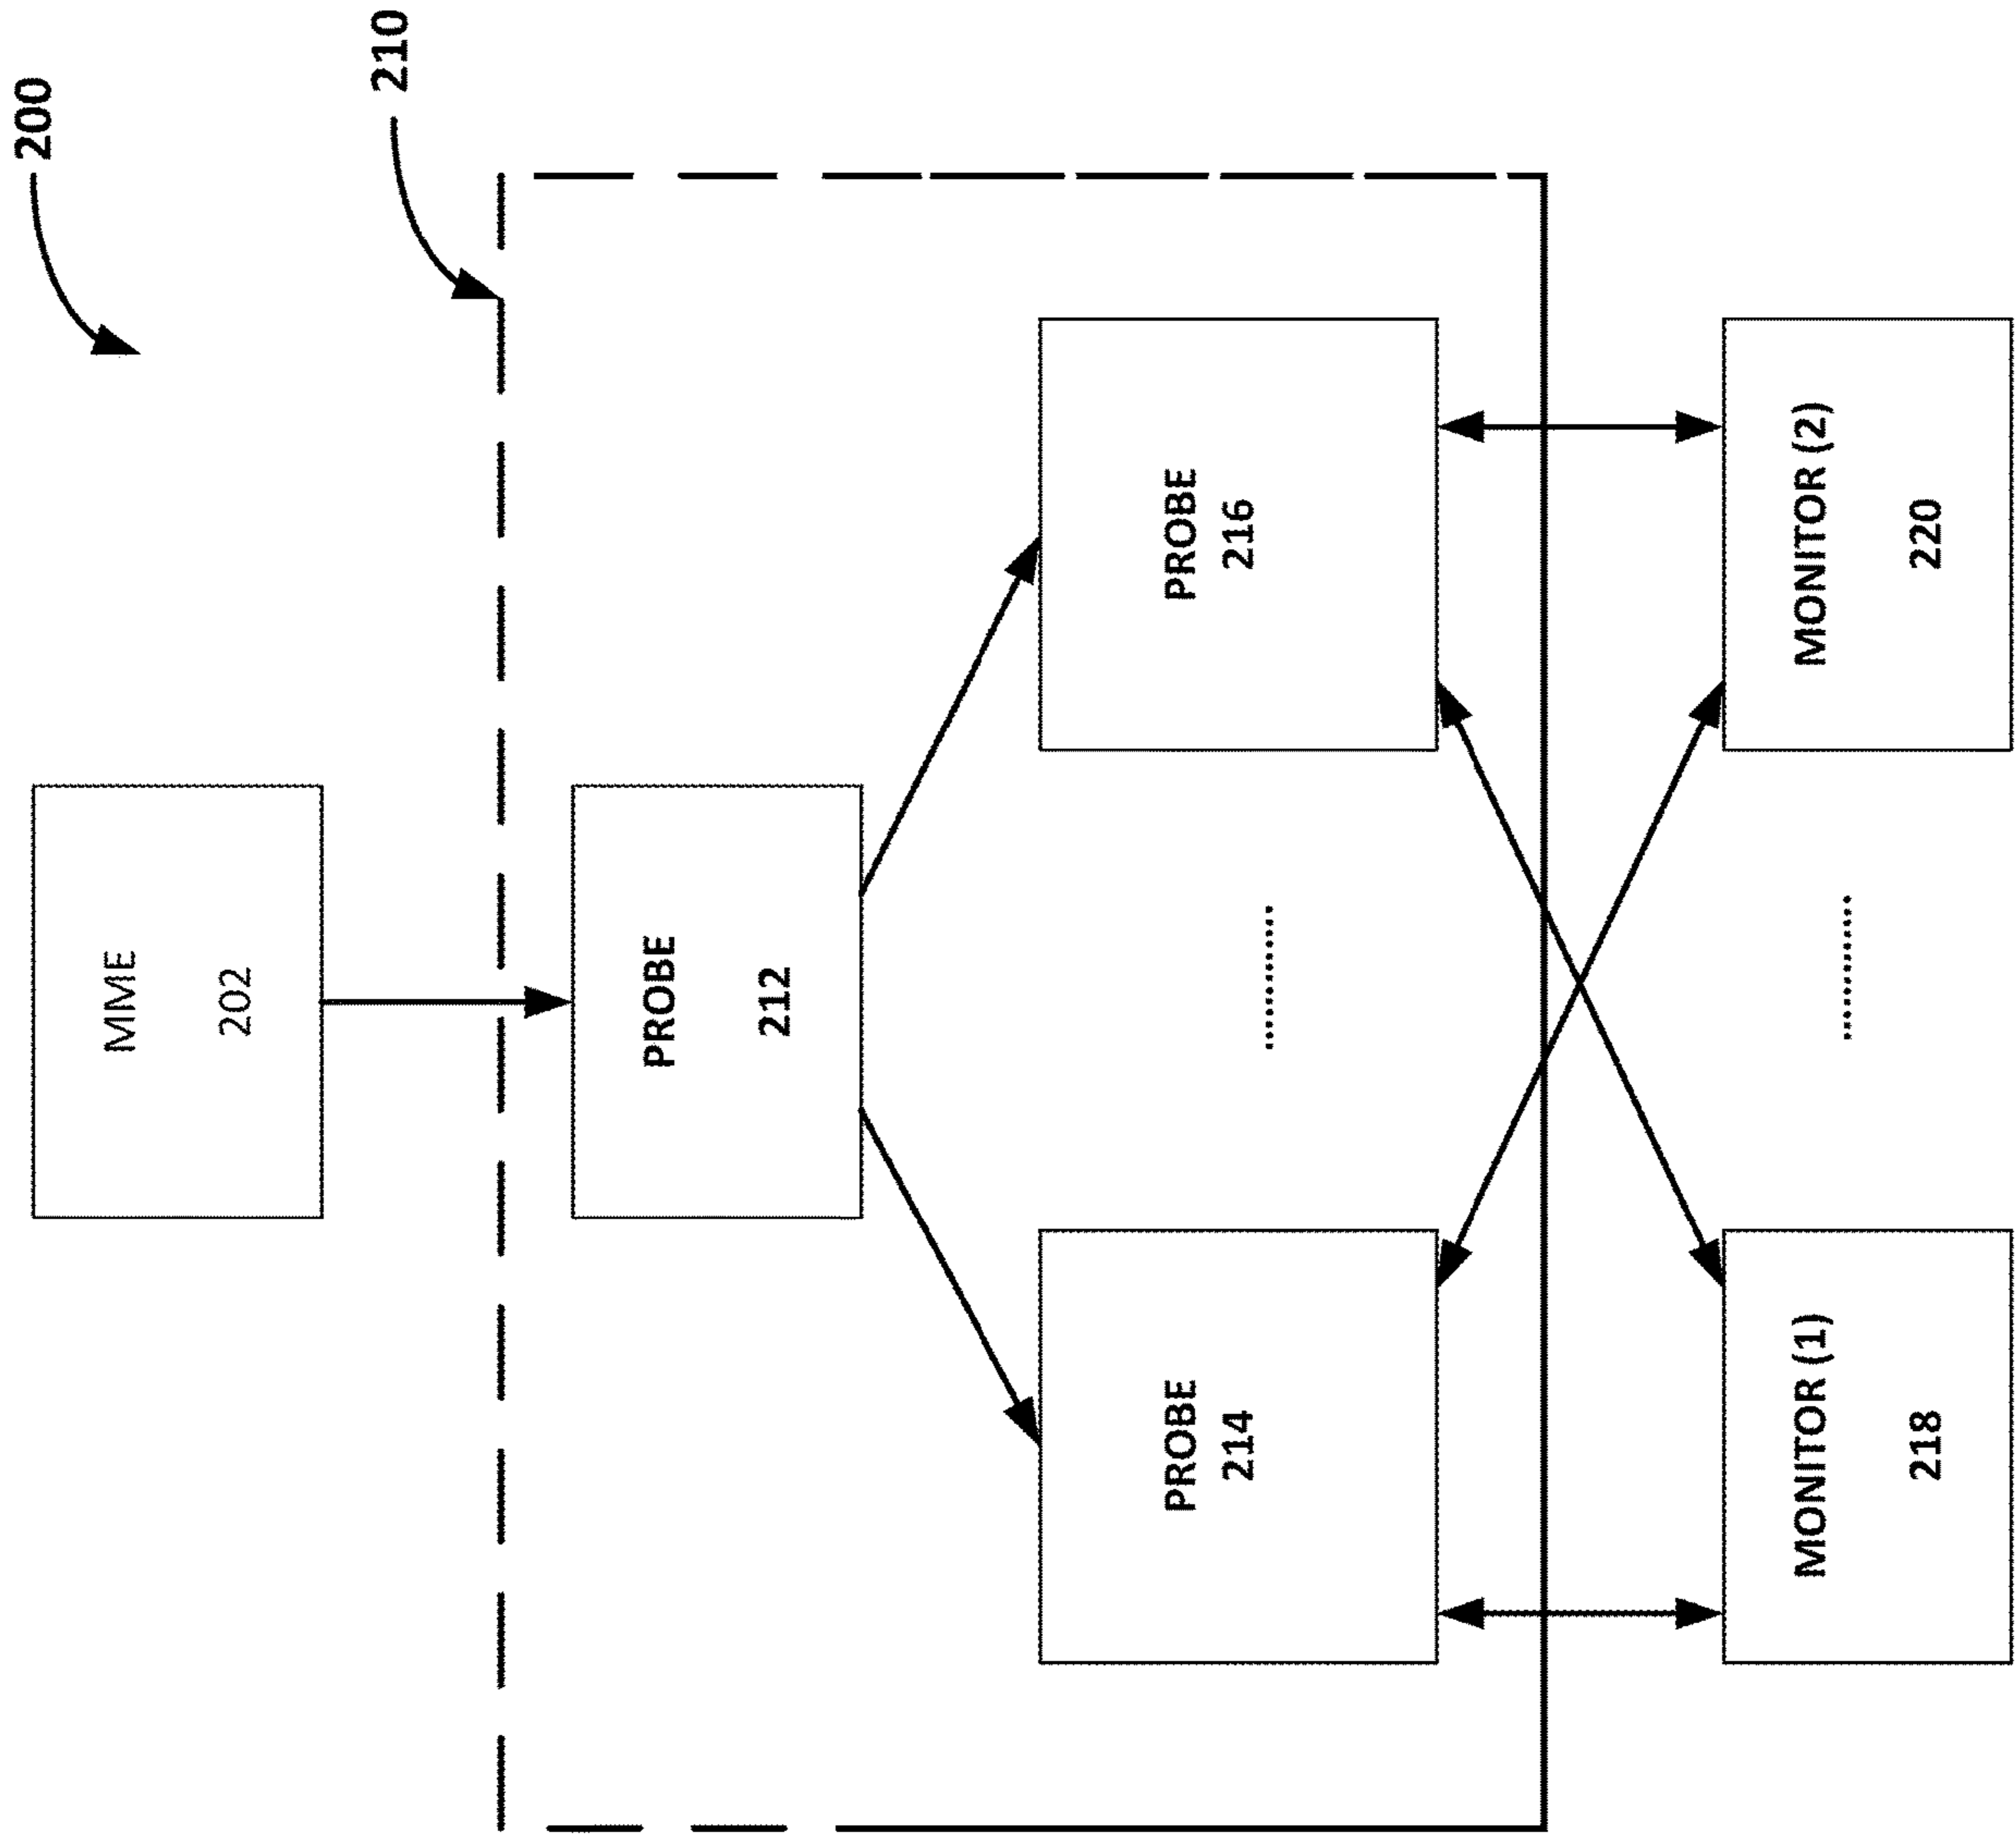 200
210
MME
202
PROBE
212
PROBE
214
PROBE
216
MONITOR (1)
218
MONITOR (2)
220